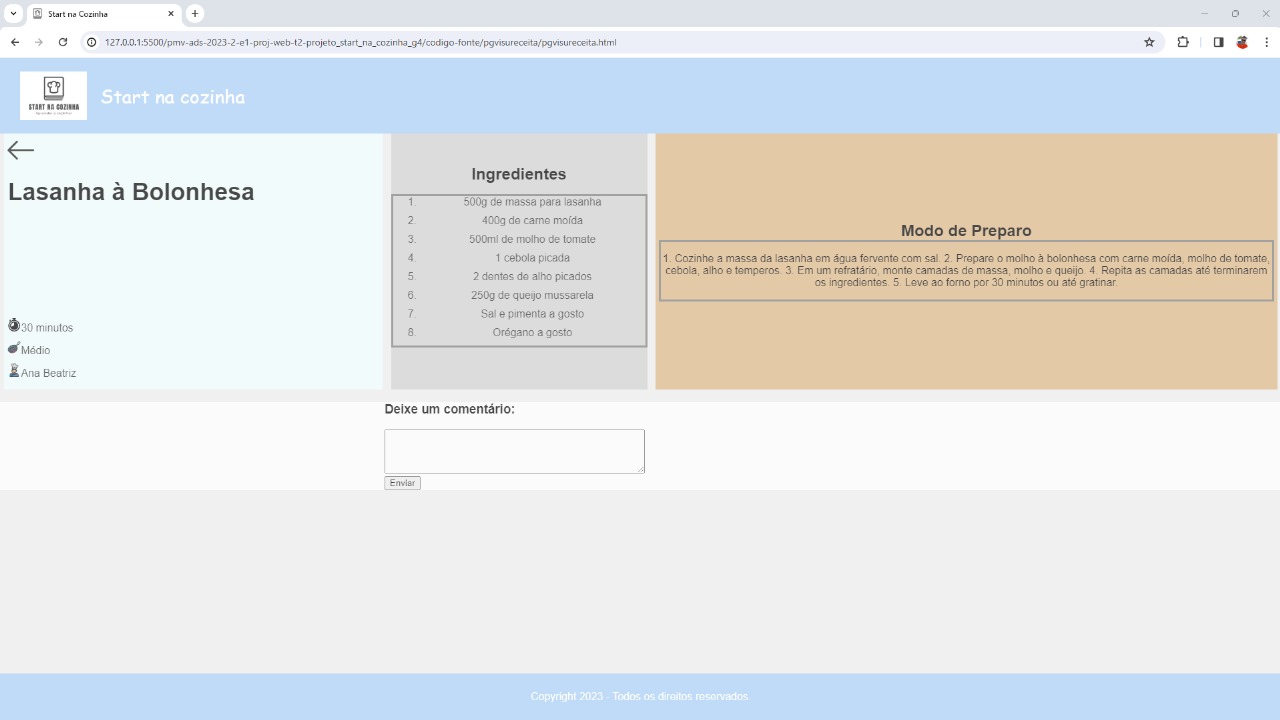 Start na Cozinha
127.0.0.1:5500/pmv-ads-2023-2-e1-proj-web-t2-projeto_start_na_cozinha_g4/codigo-fonte/pgvisureceita/pgvisureceita.html
START NA COZINHA
Start na cozinha
Lasanha à Bolonhesa
30 minutos
Médio
Ana Beatriz
Ingredientes
1. 500g de massa para lasanha
2. 400g de carne moída
3. 500ml de molho de tomate
4. 1 cebola picada
5. 2 dentes de alho picados
6. 250g de queijo mussarela
7. Sal e pimenta a gosto
8. Orégano a gosto
Modo de Preparo
1. Cozinhe a massa da lasanha em água fervente com sal. 2. Prepare o molho à bolonhesa com carne moída, molho de tomate,
cebola, alho e temperos. 3. Em um refratário, monte camadas de massa, molho e queijo. 4. Repita as camadas até terminarem
os ingredientes. 5. Leve ao forno por 30 minutos ou até gratinar.
Deixe um comentário:
Enviar
Copyright 2023 - Todos os direitos reservados.